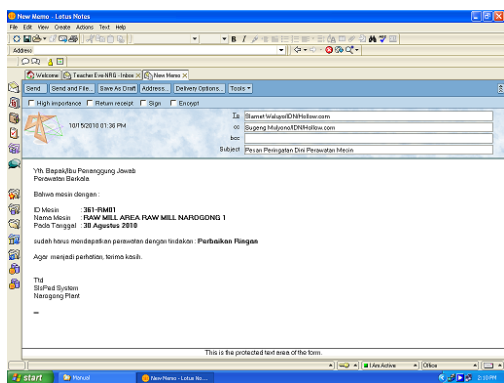 New Memo - Lotus Notes
File Edit View Create Actions Text Help
Address
Welcome Teacher Eva NRG - Inbox New Memo
Send Send and File... Save As Draft Address... Delivery Options... Tools
High importance Return receipt Sign Encrypt
10/15/2010 01:36 PM
To Slamet Waluyo/IDN/Hollow.com
cc Sugeng Mulyono/IDN/Hollow.com
bcc
Subject Pesan Peringatan Dini Perawatan Mesin
Yth. Bapak/Ibu Penanggung Jawab
Perawatan Berkala
Bahwa mesin dengan :
ID Mesin : 361-RM01
Nama Mesin : RAW MILL AREA RAW MILL NAROGONG 1
Pada Tanggal : 30 Agustus 2010
sudah harus mendapatkan perawatan dengan tindakan : Perbaikan Ringan
Agar menjadi perhatian, terima kasih.
Ttd
SisPed System
Narogong Plant
This is the protected text area of the form.
I Am Active Office
start Manual New Memo - Lotus No... 2:10 PM